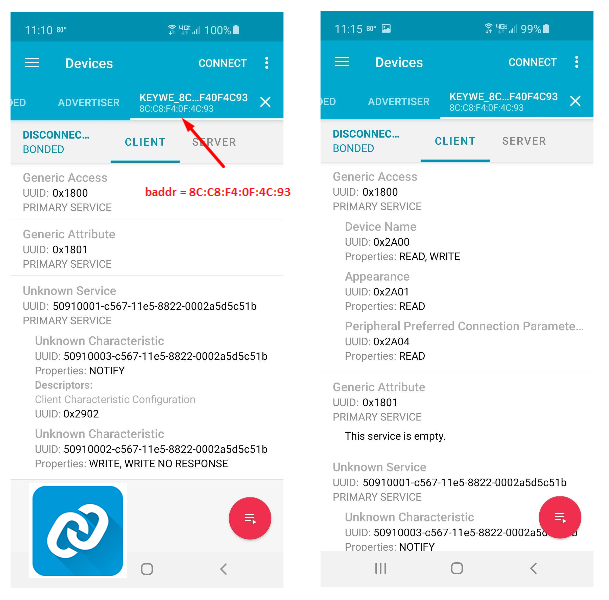 11:10 80°
100%
Devices
CONNECT
DED
ADVERTISER
KEYWE_8C...F40F4C93
8C:C8:F4:0F:4C:93
DISCONNEC...
BONDED
CLIENT
SERVER
Generic Access
UUID: 0x1800
PRIMARY SERVICE
baddr = 8C:C8:F4:0F:4C:93
Generic Attribute
UUID: 0x1801
PRIMARY SERVICE
Unknown Service
UUID: 50910001-c567-11e5-8822-0002a5d5c51b
PRIMARY SERVICE
Unknown Characteristic
UUID: 50910003-c567-11e5-8822-0002a5d5c51b
Properties: NOTIFY
Descriptors:
Client Characteristic Configuration
UUID: 0x2902
Unknown Characteristic
UUID: 50910002-c567-11e5-8822-0002a5d5c51b
Properties: WRITE, WRITE NO RESPONSE
11:15 80°
99%
Devices
CONNECT
DED
ADVERTISER
KEYWE_8C...F40F4C93
8C:C8:F4:0F:4C:93
DISCONNEC...
BONDED
CLIENT
SERVER
Generic Access
UUID: 0x1800
PRIMARY SERVICE
Device Name
UUID: 0x2A00
Properties: READ, WRITE
Appearance
UUID: 0x2A01
Properties: READ
Peripheral Preferred Connection Paramete...
UUID: 0x2A04
Properties: READ
Generic Attribute
UUID: 0x1801
PRIMARY SERVICE
This service is empty.
Unknown Service
UUID: 50910001-c567-11e5-8822-0002a5d5c51b
PRIMARY SERVICE
Unknown Characteristic
UUID: 50910003-c567-11e5-8822-0002a5d5c51b
Properties: NOTIFY